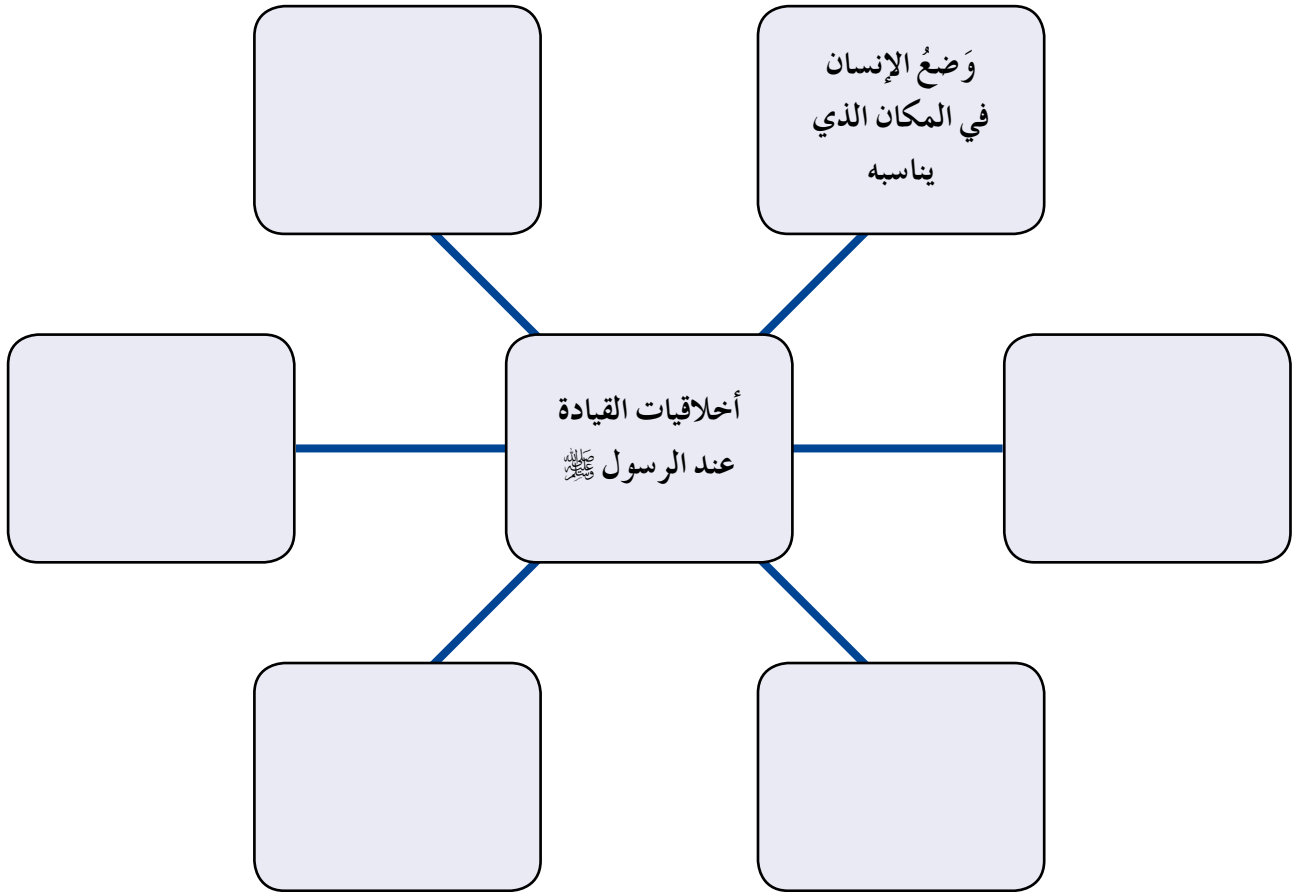 وَضعُ الإنسان
في المكان الذي
يناسبه
أخلاقيات القيادة
عند الرسول ﷺ